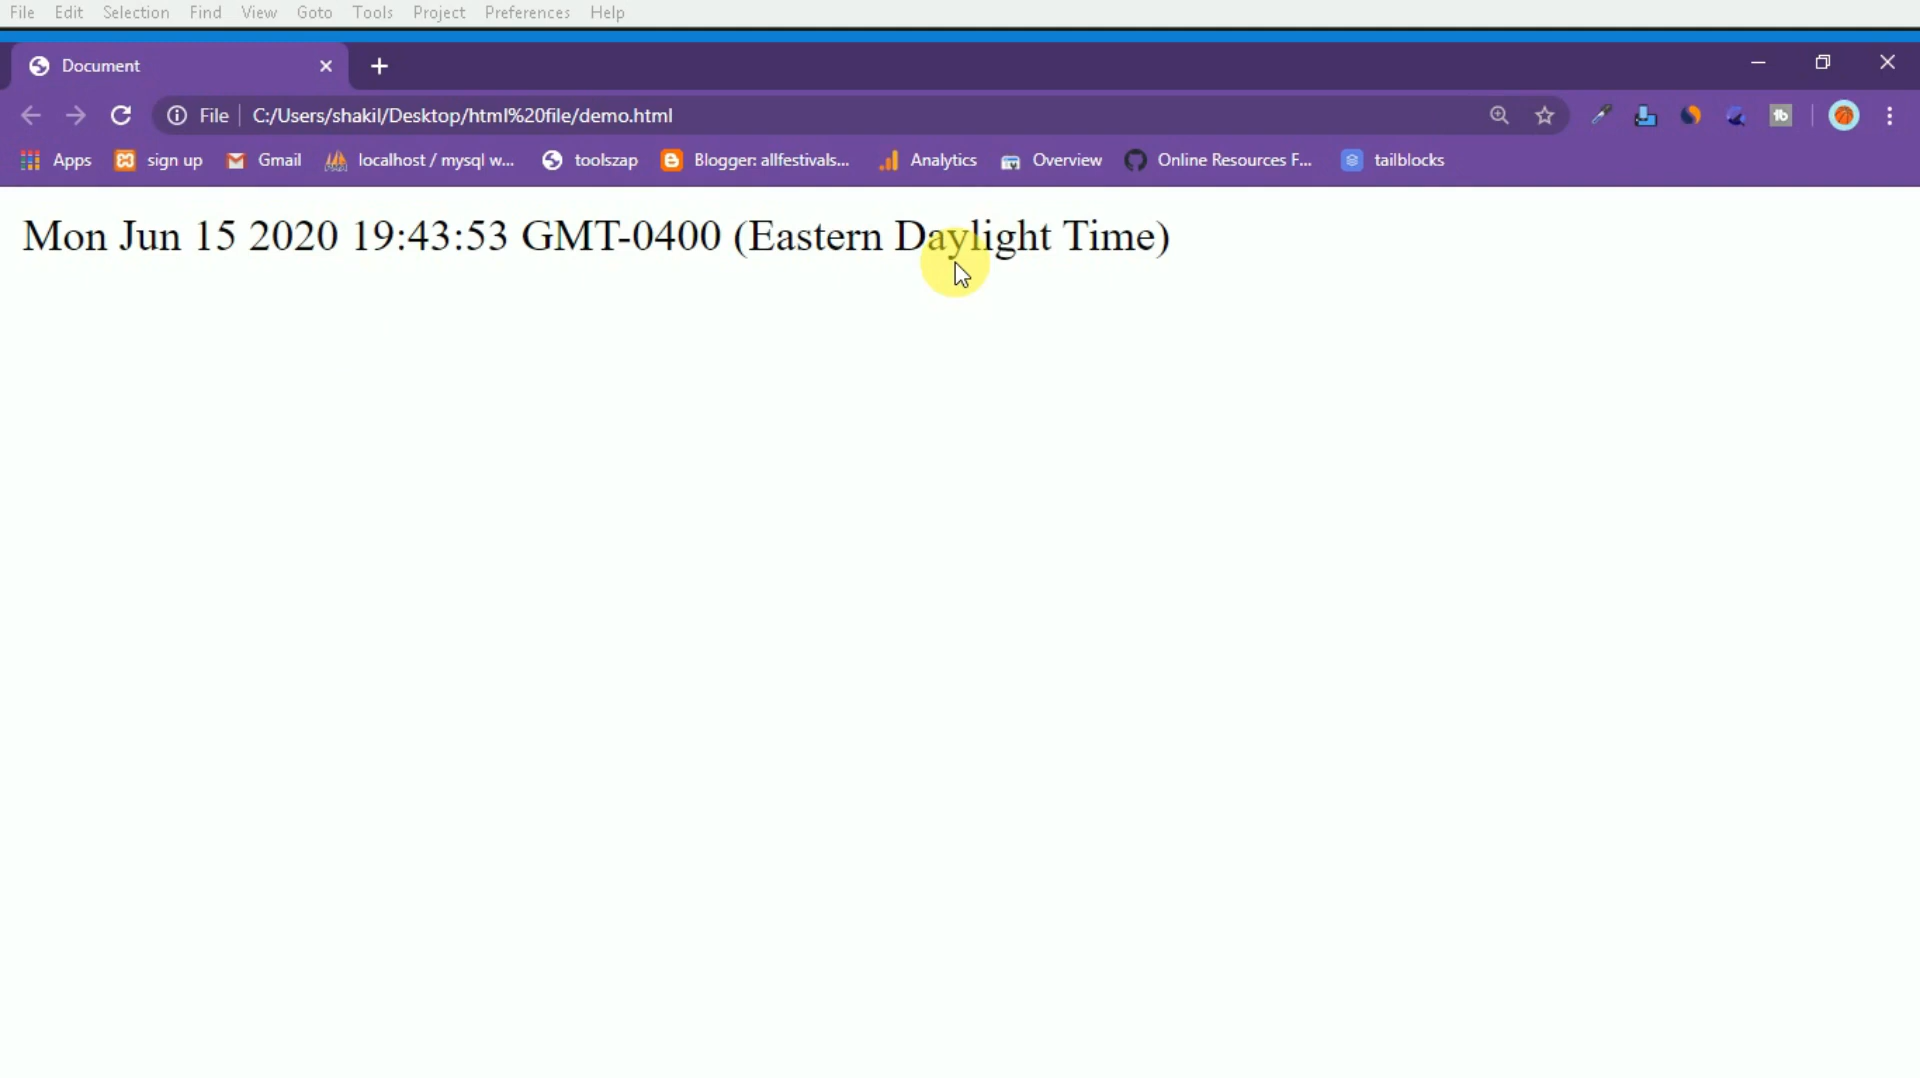 File Edit Selection Find View Goto Tools Project Preferences Help
Document
File C:/Users/shakil/Desktop/html%20file/demo.html
Apps sign up Gmail localhost / mysql w... toolszap Blogger: allfestivals... Analytics Overview Online Resources F... tailblocks
Mon Jun 15 2020 19:43:53 GMT-0400 (Eastern Daylight Time)